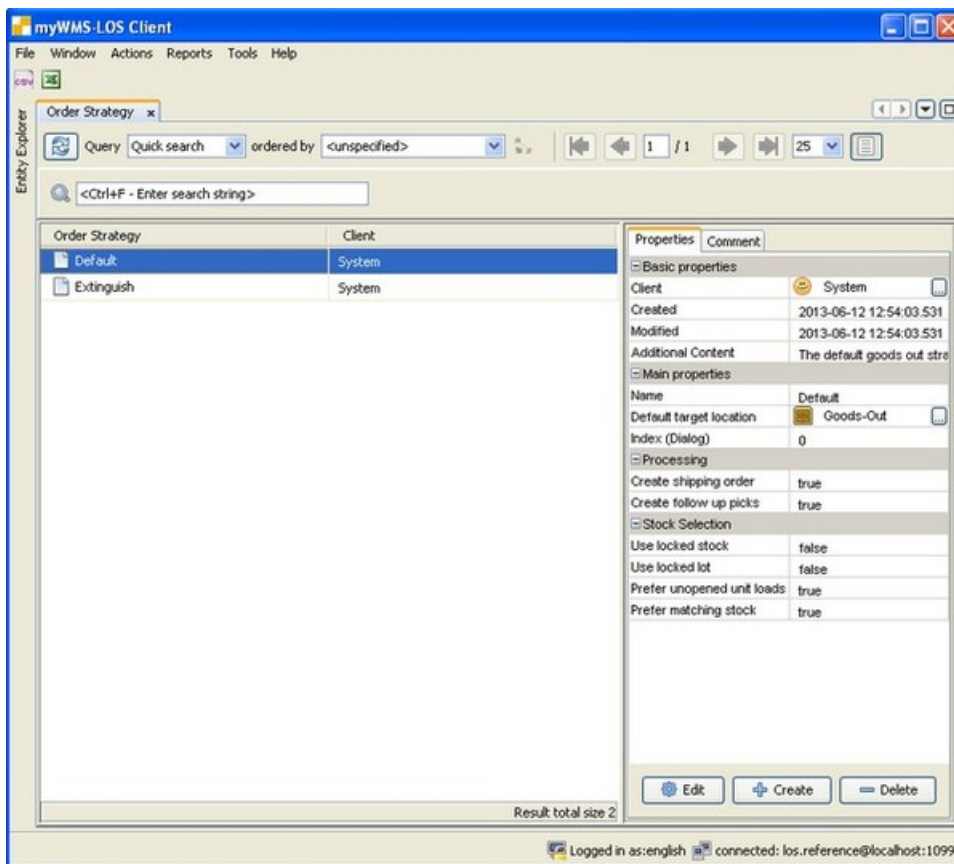 myWMS-LOS Client
File Window Actions Reports Tools Help
csv
Entity Explorer
Order Strategy x
Query Quick search ordered by <unspecified> 1 / 1 25
<Ctrl+F - Enter search string>
Order Strategy Client
Default System
Extinguish System
Result total size 2
Properties Comment
Basic properties
Client System ...
Created 2013-06-12 12:54:03.531
Modified 2013-06-12 12:54:03.531
Additional Content The default goods out stra
Main properties
Name Default
Default target location Goods-Out ...
Index (Dialog) 0
Processing
Create shipping order true
Create follow up picks true
Stock Selection
Use locked stock false
Use locked lot false
Prefer unopened unit loads true
Prefer matching stock true
Edit Create Delete
Logged in as:english connected: los.reference@localhost:1099